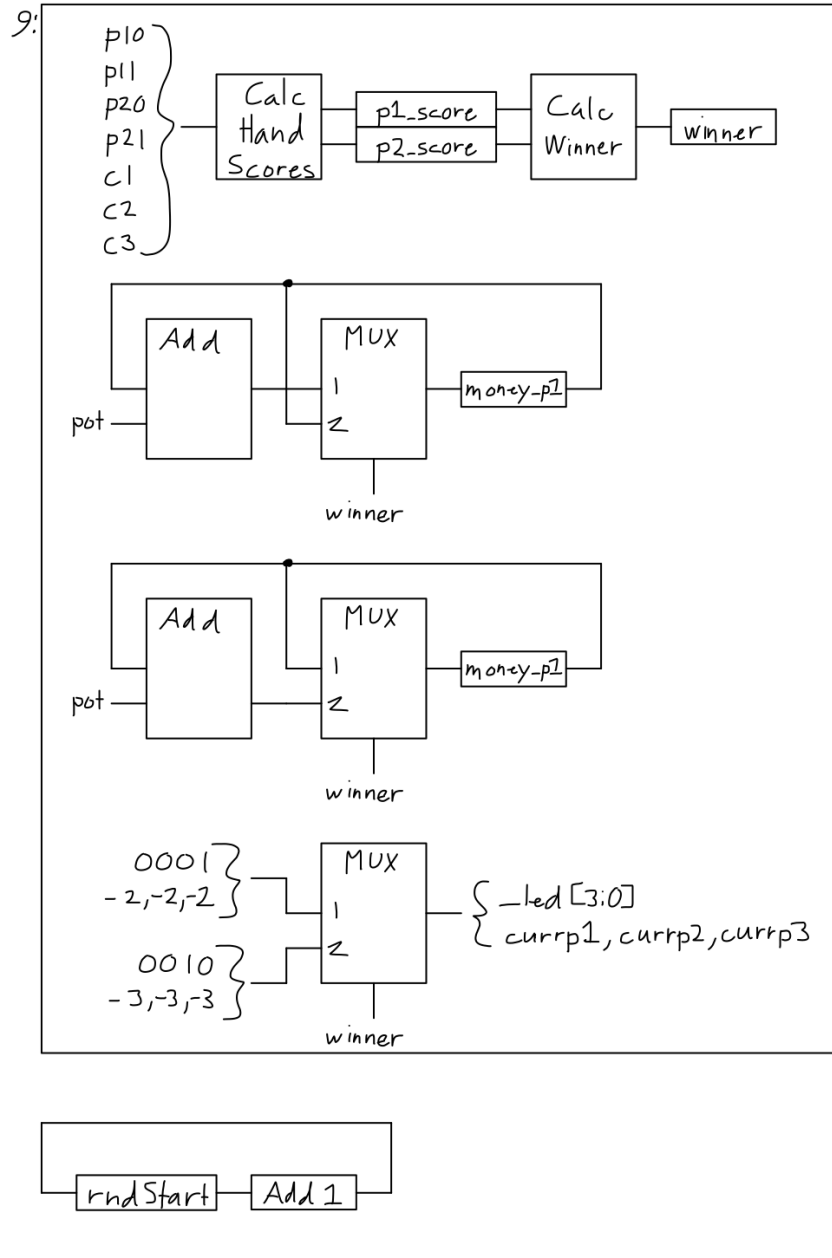 9:
p10
p11
p20
p21
c1
c2
c3
Calc
Hand
Scores
p1_score
p2_score
Calc
Winner
winner
Add
MUX
1
money_p1
pot
2
winner
Add
MUX
1
money_p1
pot
2
winner
0001
-2,-2,-2
MUX
1
_led [3:0]
2
currp1, currp2, currp3
0010
-3,-3,-3
winner
rndStart
Add 1